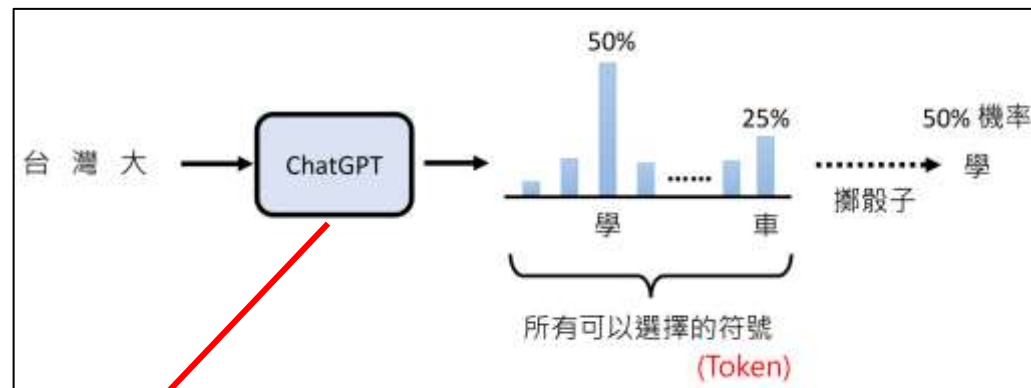 50%
25%
50% 機率
台 灣 大
ChatGPT
......
學
擲骰子
學
車
所有可以選擇的符號
(Token)